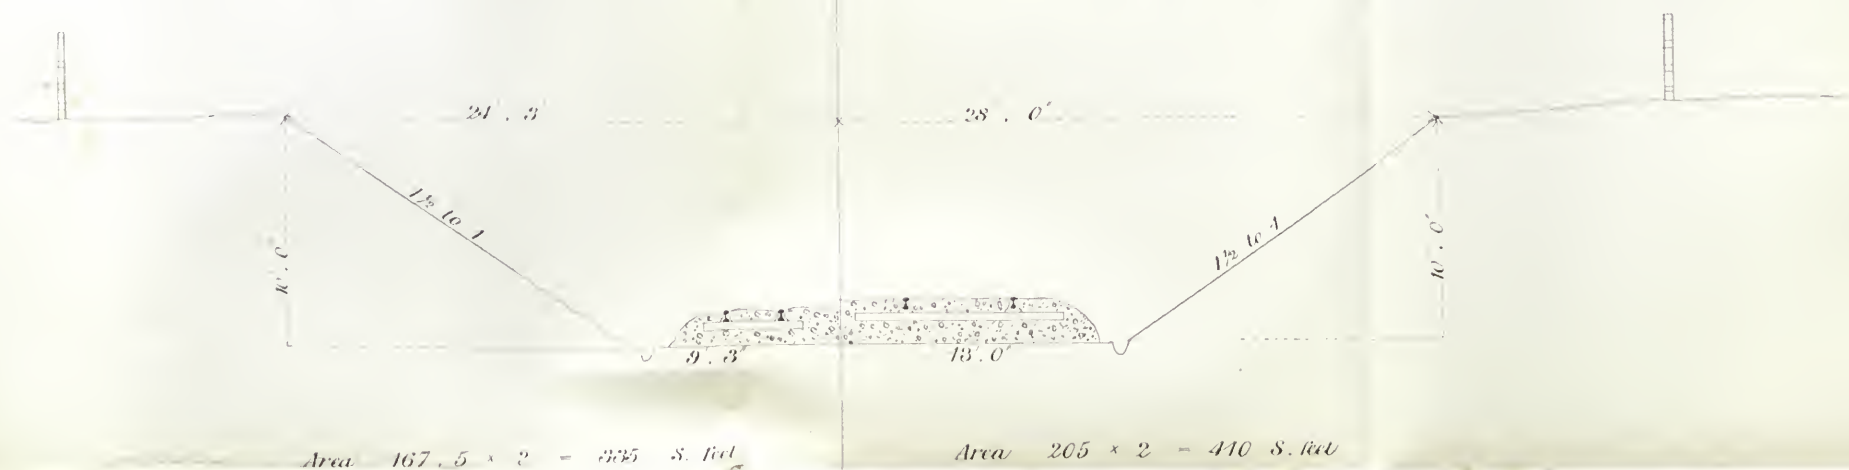 24' . 3"
28' . 0"
1½ to 1
1½ to 1
10' . 0"
10' . 0"
9' . 3"
13' . 0"
Area 167.5 × 2 = 335 S. feet
Area 205 × 2 = 410 S. feet